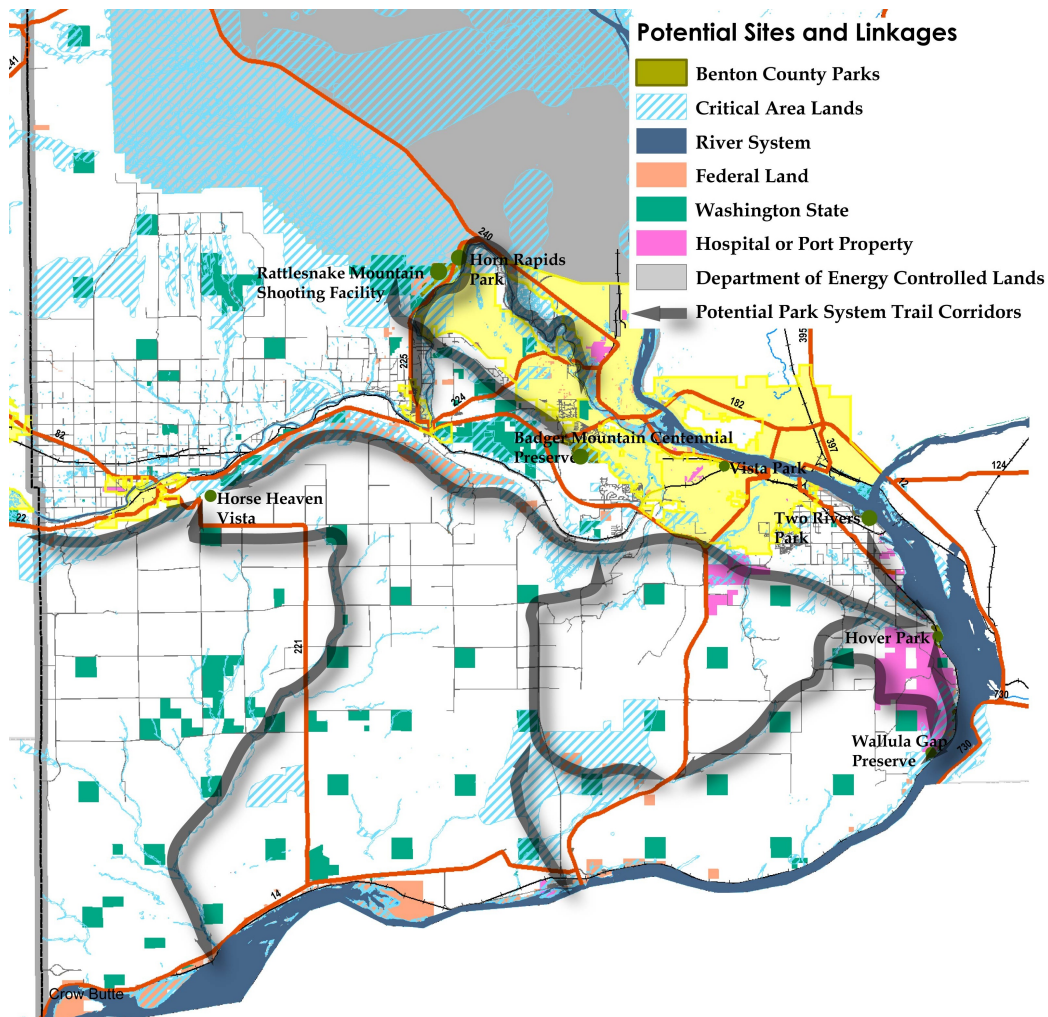 Potential Sites and Linkages
Benton County Parks
Critical Area Lands
River System
Federal Land
Washington State
Hospital or Port Property
Department of Energy Controlled Lands
Potential Park System Trail Corridors
241
240
Horn Rapids
Park
Rattlesnake Mountain
Shooting Facility
225
224
395
182
397
Badger Mountain Centennial
Preserve
Vista Park
82
22
12
124
Horse Heaven
Vista
Two Rivers
Park
221
Hover Park
730
Wallula Gap
Preserve
730
14
Crow Butte